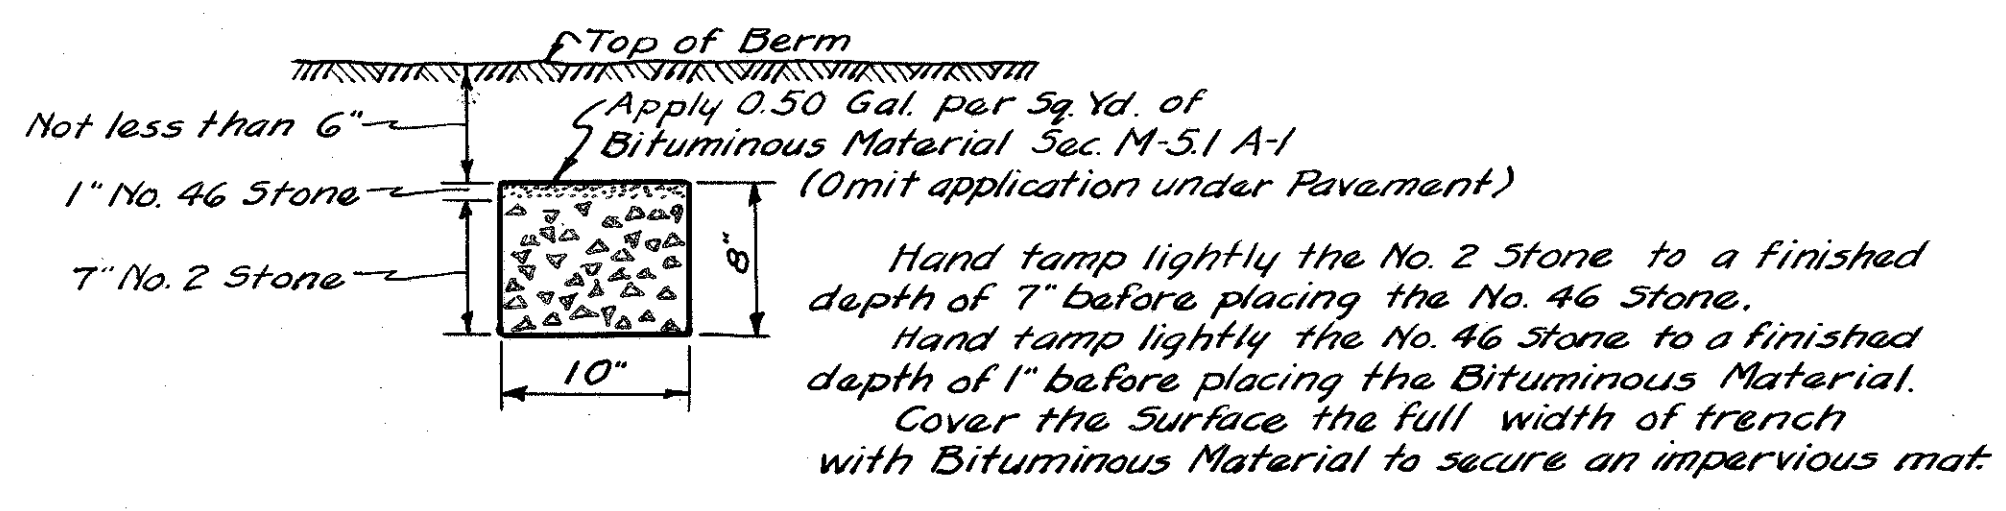 Top of Berm
Not less than 6"
Apply 0.50 Gal. per Sq. Yd. of
Bituminous Material Sec. M-5.1 A-1
(Omit application under Pavement)
1" No. 46 Stone
7" No. 2 Stone
8"
10"
Hand tamp lightly the No. 2 Stone to a finished
depth of 7" before placing the No. 46 Stone.
Hand tamp lightly the No. 46 Stone to a finished
depth of 1" before placing the Bituminous Material.
Cover the Surface the full width of trench
with Bituminous Material to secure an impervious mat.